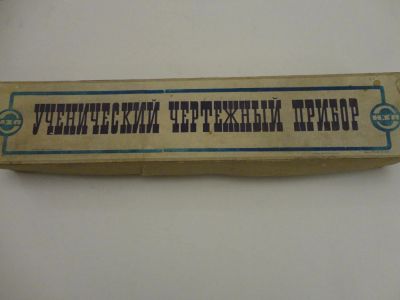 УЧЕНИЧЕСКИЙ ЧЕРТЕЖНЫЙ ПРИБОР